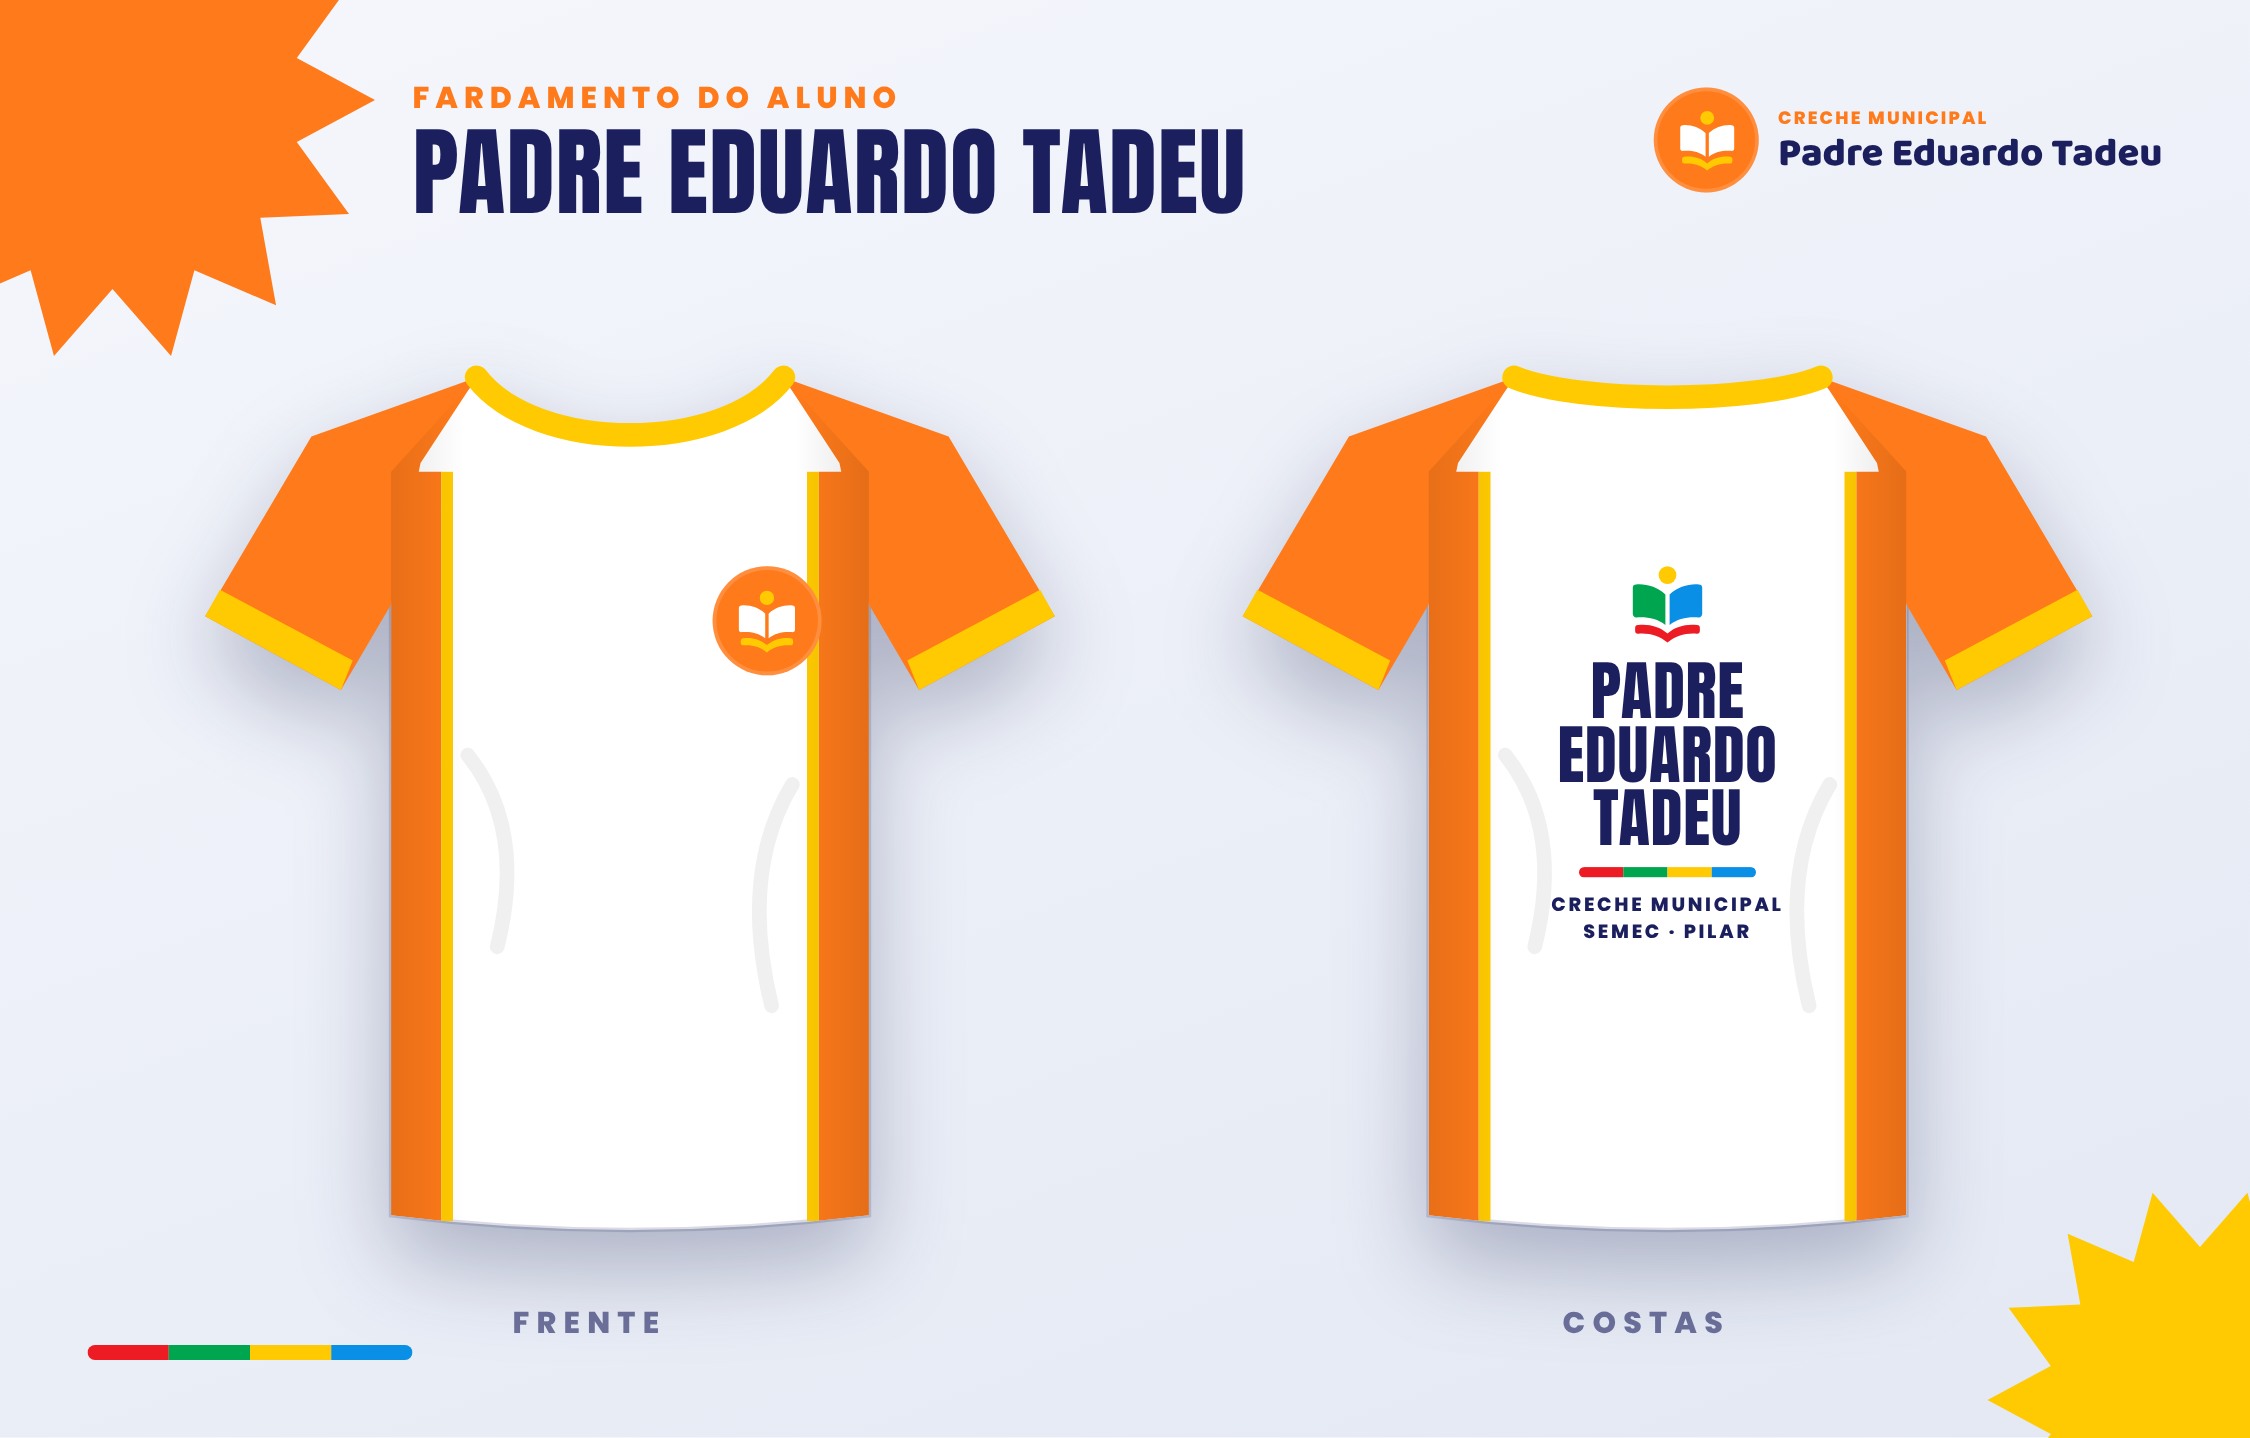 FARDAMENTO DO ALUNO
PADRE EDUARDO TADEU
CRECHE MUNICIPAL
Padre Eduardo Tadeu
PADRE
EDUARDO
TADEU
CRECHE MUNICIPAL
SEMEC · PILAR
FRENTE
COSTAS